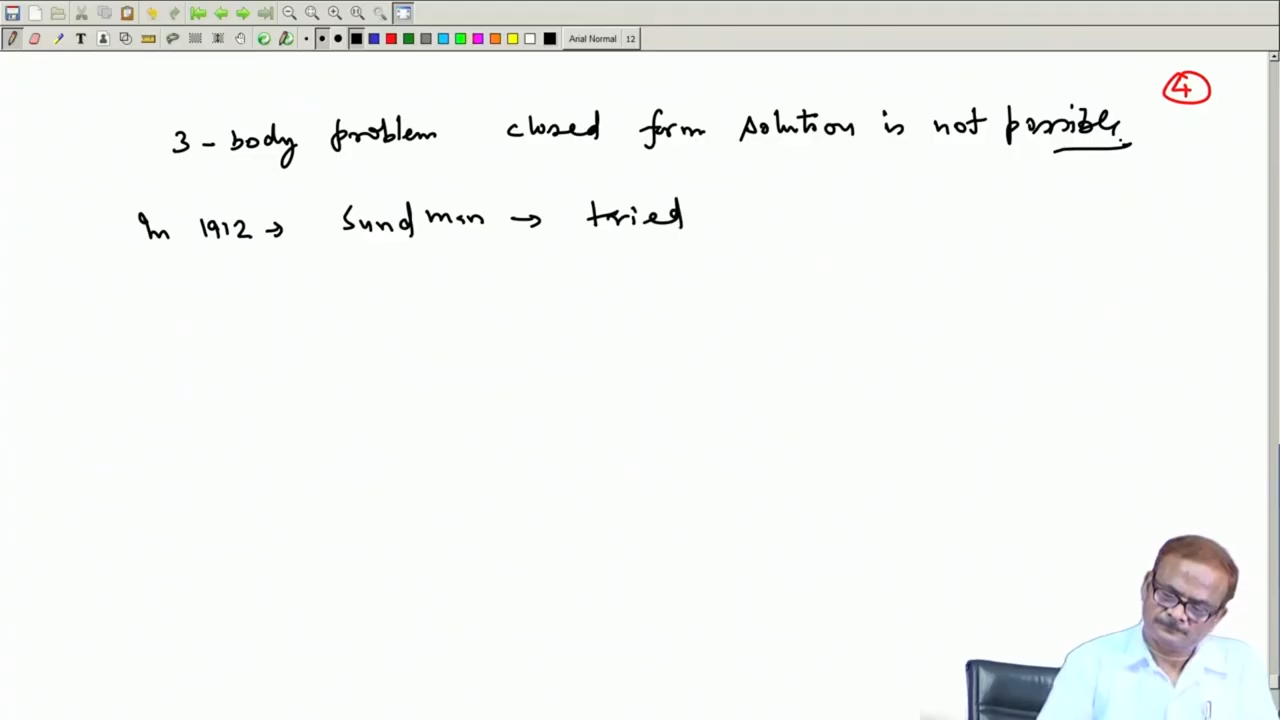 Arial Normal 12
4
3-body problem closed form solution is not possible.
In 1912 → Sundman → tried